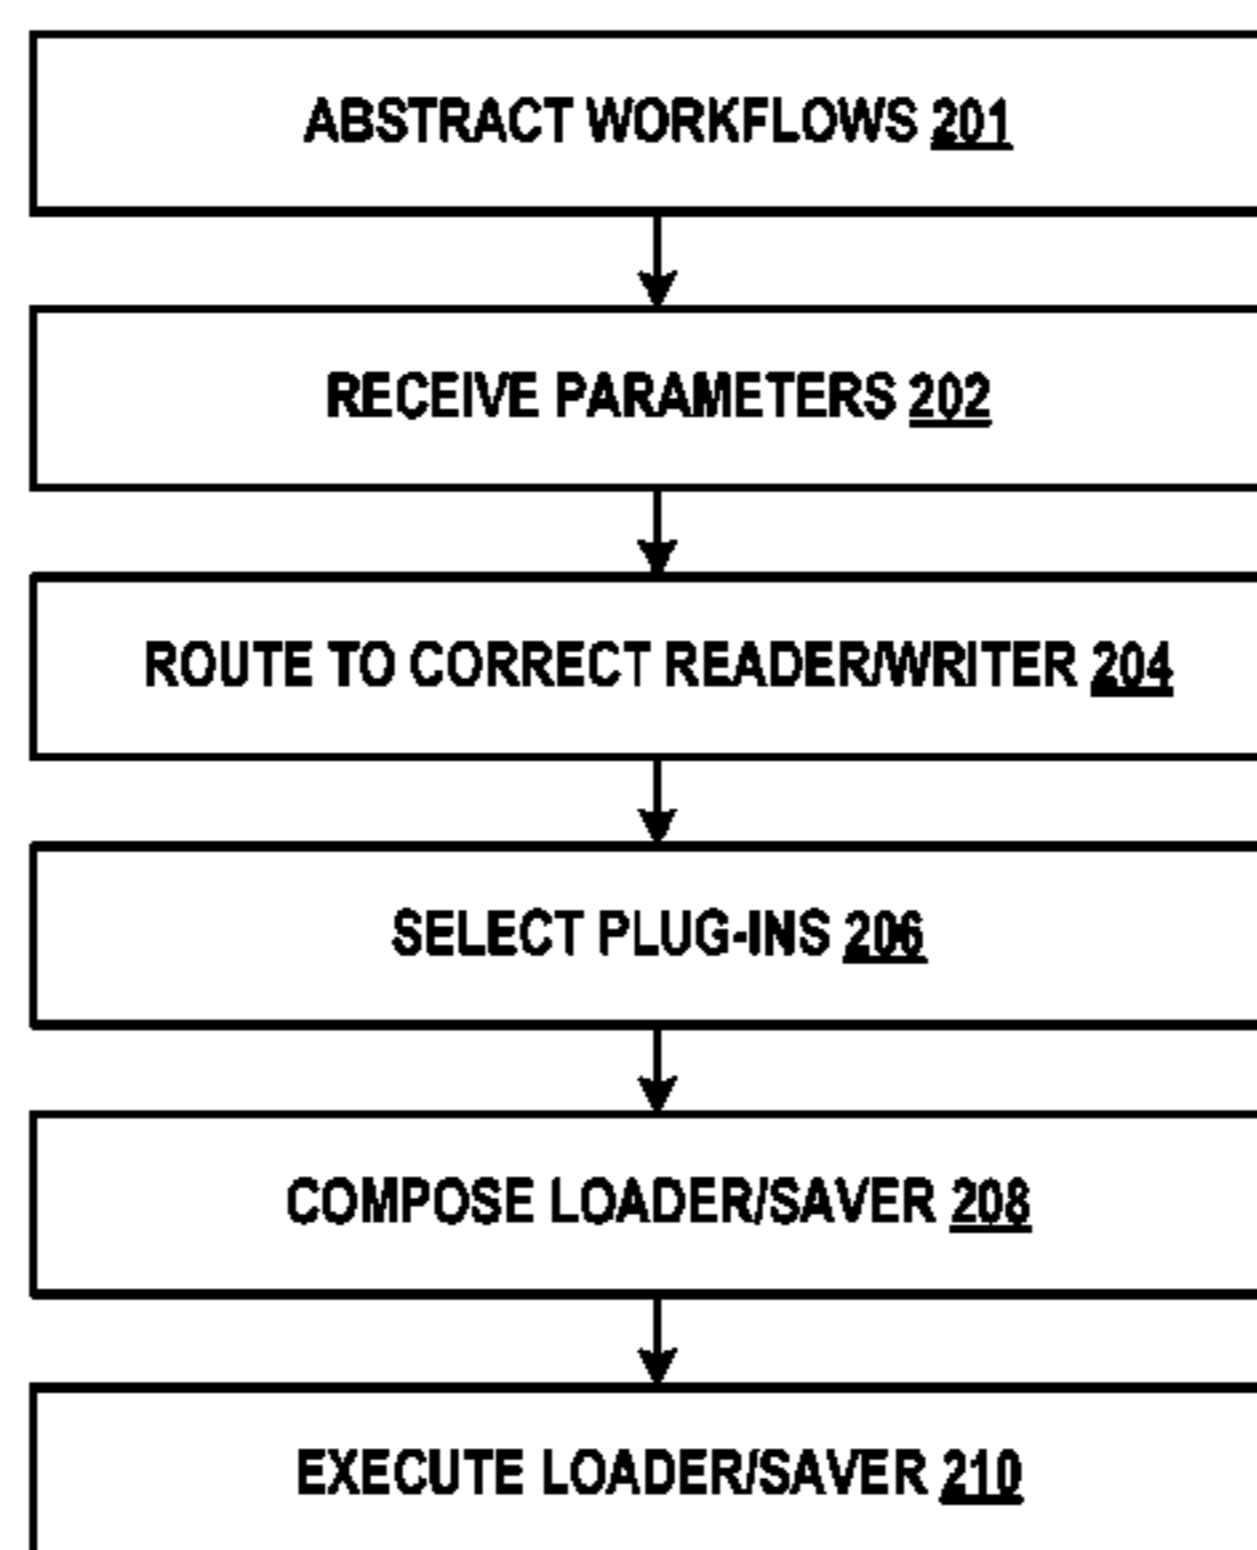 ABSTRACT WORKFLOWS 201
RECEIVE PARAMETERS 202
ROUTE TO CORRECT READER/WRITER 204
SELECT PLUG-INS 206
COMPOSE LOADER/SAVER 208
EXECUTE LOADER/SAVER 210